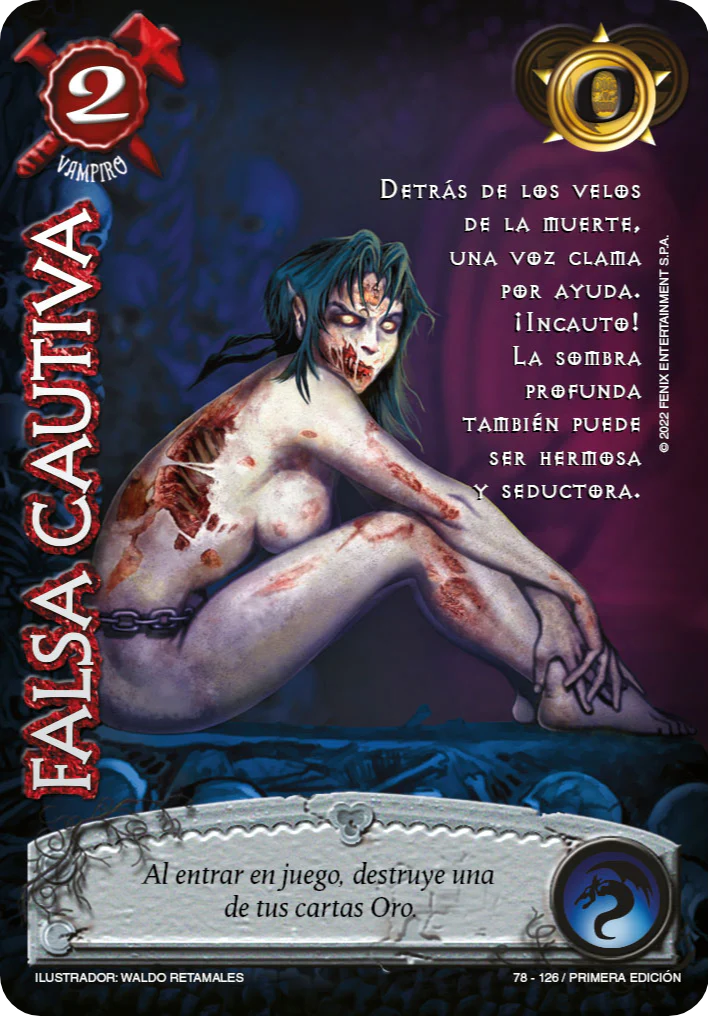 2
VAMPIRO
0
FALSA CAUTIVA
DETRÁS DE LOS VELOS
DE LA MUERTE,
UNA VOZ CLAMA
POR AYUDA.
¡INCAUTO!
LA SOMBRA
PROFUNDA
TAMBIÉN PUEDE
SER HERMOSA
Y SEDUCTORA.
© 2022 FENIX ENTERTAINMENT S.P.A.
Al entrar en juego, destruye una
de tus cartas Oro.
ILUSTRADOR: WALDO RETAMALES
78 - 126 / PRIMERA EDICIÓN